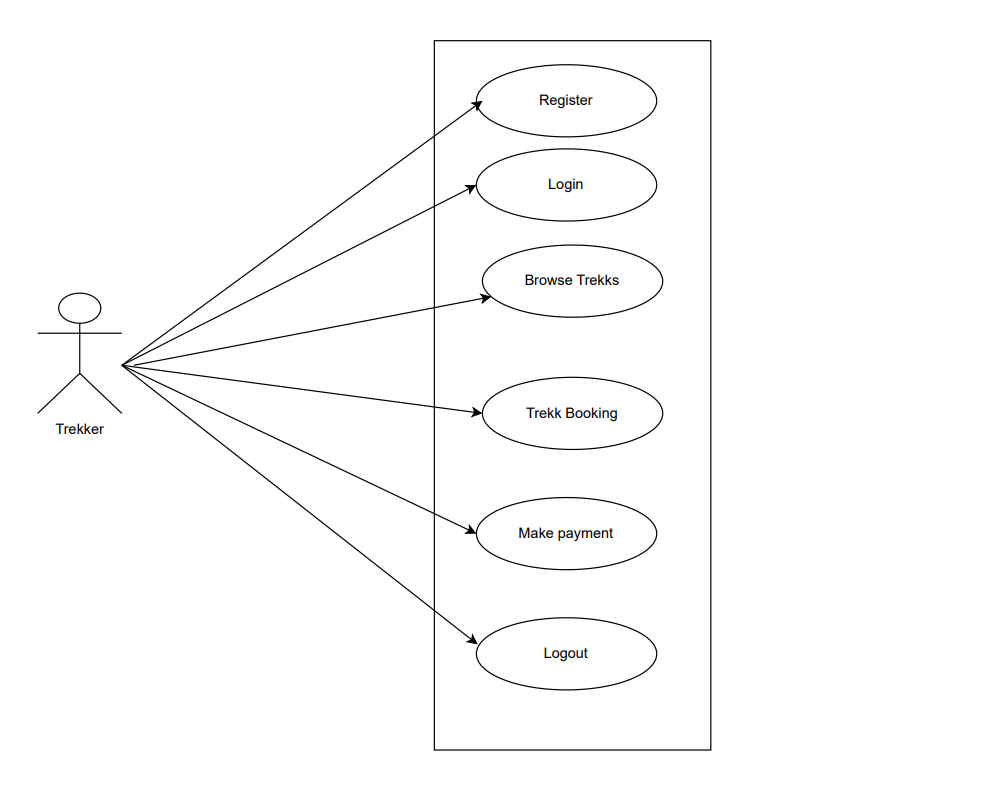 Register
Login
Browse Trekks
Trekker
Trekk Booking
Make payment
Logout